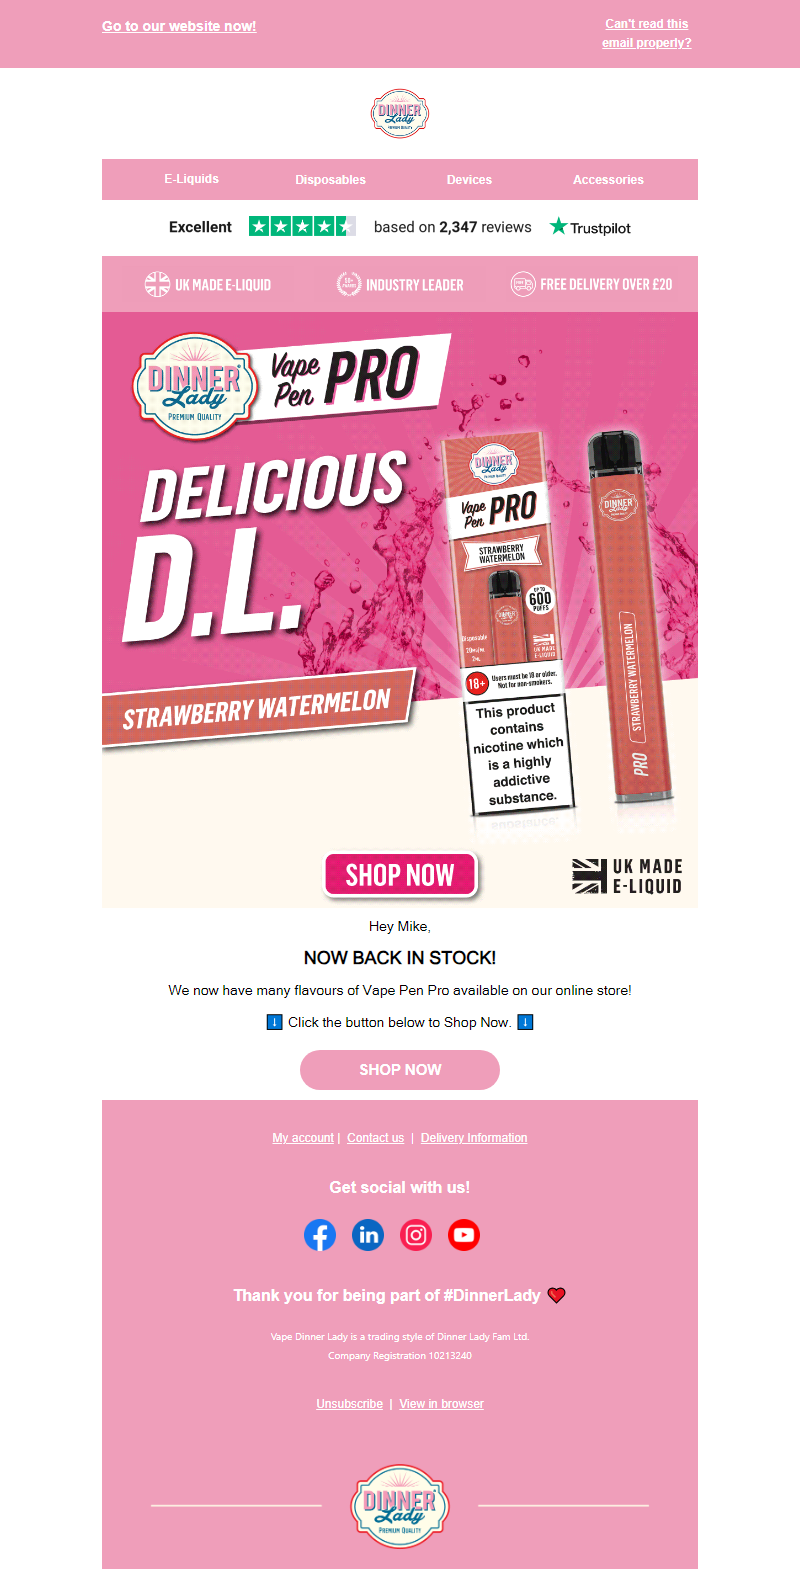 Go to our website now!
Can't read this
email properly?
DINNER
Lady
PREMIUM QUALITY
E-Liquids
Disposables
Devices
Accessories
Excellent
based on 2,347 reviews
Trustpilot
UK MADE E-LIQUID
INDUSTRY LEADER
FREE DELIVERY OVER £20
DINNER
Lady
PREMIUM QUALITY
Vape
Pen PRO
DELICIOUS
D.L.
STRAWBERRY WATERMELON
DINNER
Lady
Vape
Pen PRO
STRAWBERRY
WATERMELON
UP TO
600
PUFFS
Disposable
20mg/mL
2mL
UK MADE
E-LIQUID
18+
Users must be 18 or older.
Not for non-smokers.
This product
contains
nicotine which
is a highly
addictive
substance.
DINNER
Lady
STRAWBERRY WATERMELON
PRO
SHOP NOW
UK MADE
E-LIQUID
Hey Mike,
NOW BACK IN STOCK!
We now have many flavours of Vape Pen Pro available on our online store!
⬇️ Click the button below to Shop Now. ⬇️
SHOP NOW
My account | Contact us | Delivery Information
Get social with us!
Thank you for being part of #DinnerLady ❤️
Vape Dinner Lady is a trading style of Dinner Lady Fam Ltd.
Company Registration 10213240
Unsubscribe | View in browser
DINNER
Lady
PREMIUM QUALITY